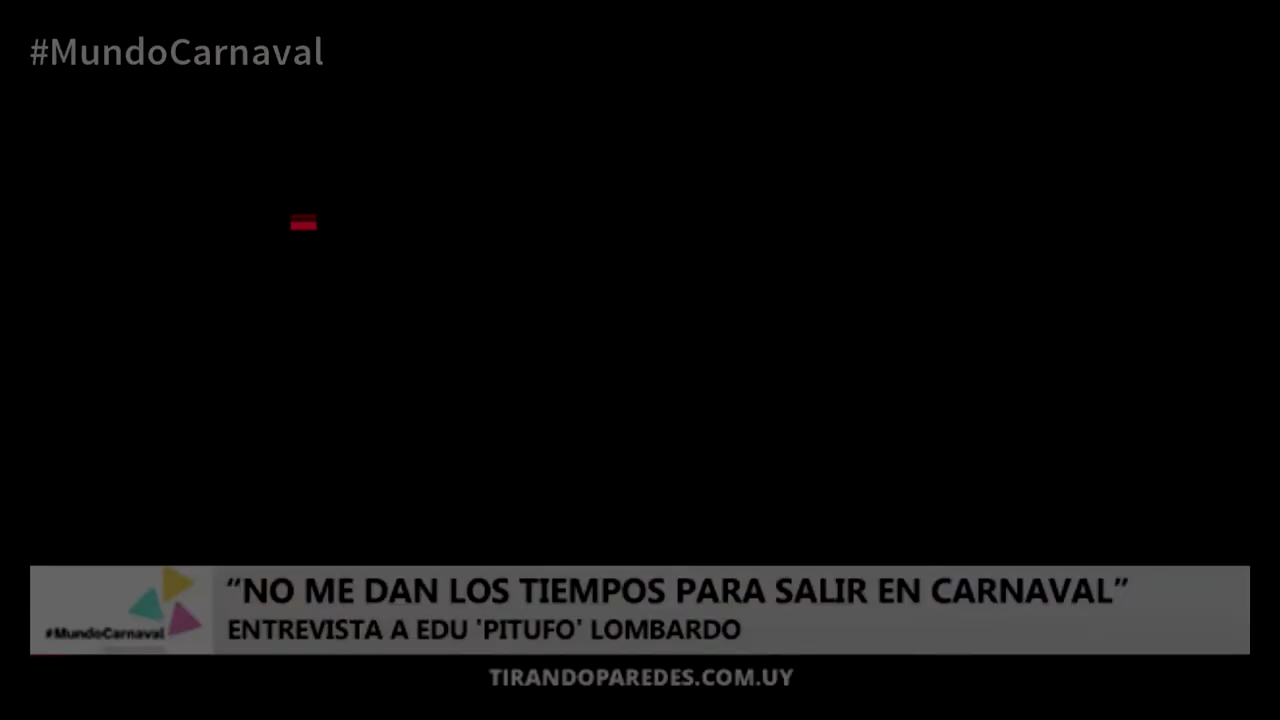 #MundoCarnaval
“NO ME DAN LOS TIEMPOS PARA SALIR EN CARNAVAL”
#MundoCarnaval
ENTREVISTA A EDU 'PITUFO' LOMBARDO
TIRANDOPAREDES.COM.UY